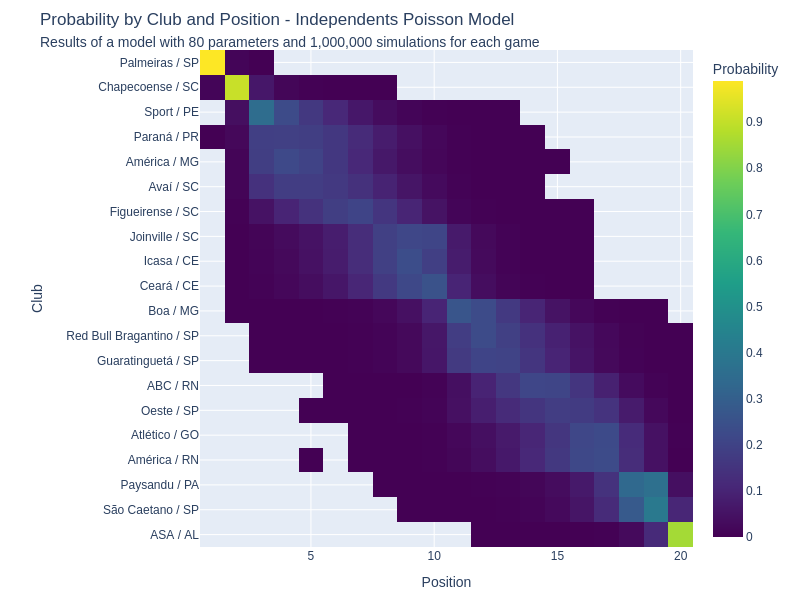 Probability by Club and Position - Independents Poisson Model
Results of a model with 80 parameters and 1,000,000 simulations for each game
Probability
Palmeiras / SP
Chapecoense / SC
Sport / PE
Paraná / PR
América / MG
Avaí / SC
Figueirense / SC
Joinville / SC
Icasa / CE
Ceará / CE
Boa / MG
Red Bull Bragantino / SP
Guaratinguetá / SP
ABC / RN
Oeste / SP
Atlético / GO
América / RN
Paysandu / PA
São Caetano / SP
ASA / AL
Club
5
10
15
20
Position
0.9
0.8
0.7
0.6
0.5
0.4
0.3
0.2
0.1
0